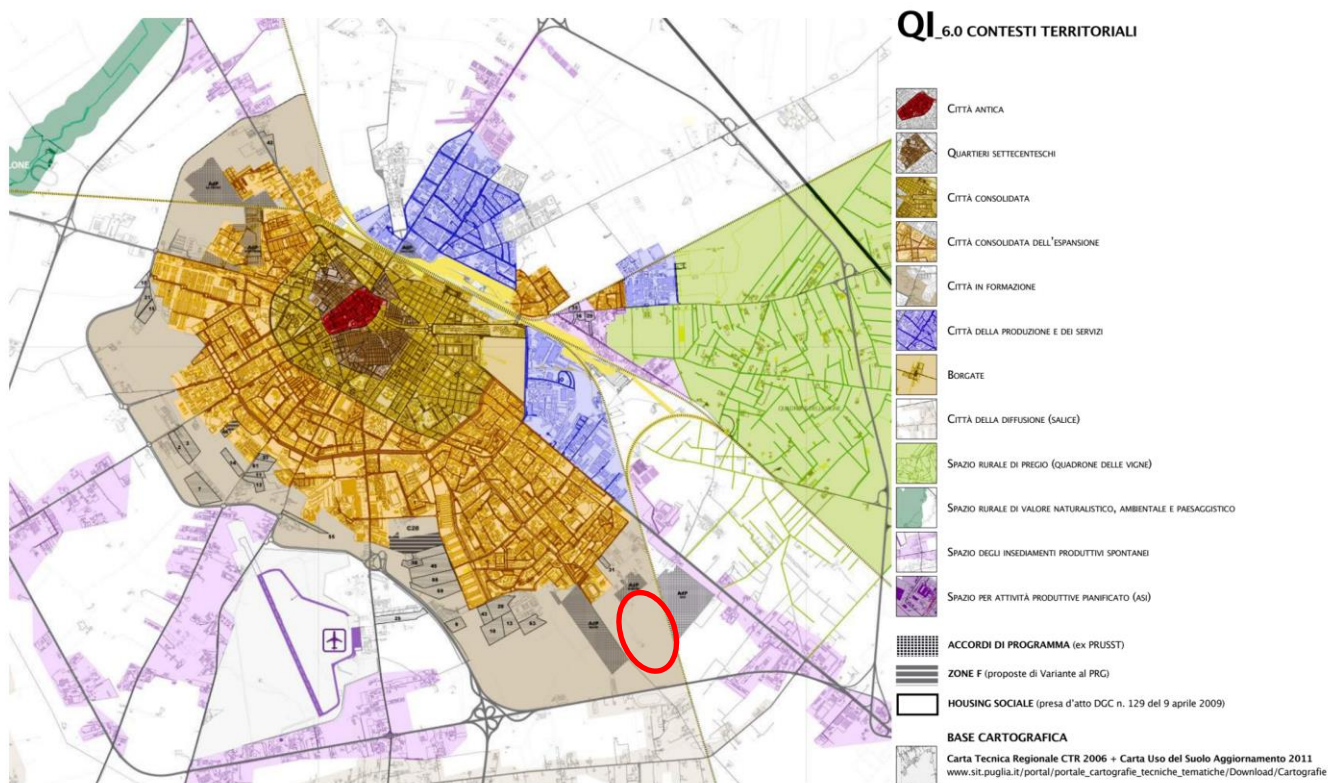 QI_6.0 CONTESTI TERRITORIALI
CITTÀ ANTICA
QUARTIERI SETTECENTESCHI
CITTÀ CONSOLIDATA
CITTÀ CONSOLIDATA DELL'ESPANSIONE
CITTÀ IN FORMAZIONE
CITTÀ DELLA PRODUZIONE E DEI SERVIZI
BORGATE
CITTÀ DELLA DIFFUSIONE (SALICE)
SPAZIO RURALE DI PREGIO (QUADRONE DELLE VIGNE)
SPAZIO RURALE DI VALORE NATURALISTICO, AMBIENTALE E PAESAGGISTICO
SPAZIO DEGLI INSEDIAMENTI PRODUTTIVI SPONTANEI
SPAZIO PER ATTIVITÀ PRODUTTIVE PIANIFICATO (ASI)
ACCORDI DI PROGRAMMA (ex PRUSST)
ZONE F (proposte di Variante al PRG)
HOUSING SOCIALE (presa d'atto DGC n. 129 del 9 aprile 2009)
BASE CARTOGRAFICA
Carta Tecnica Regionale CTR 2006 + Carta Uso del Suolo Aggiornamento 2011
www.sit.puglia.it/portal/portale_cartografie_tecniche_tematiche/Download/Cartografie
LONE
AdP
C28
7
9
13
63